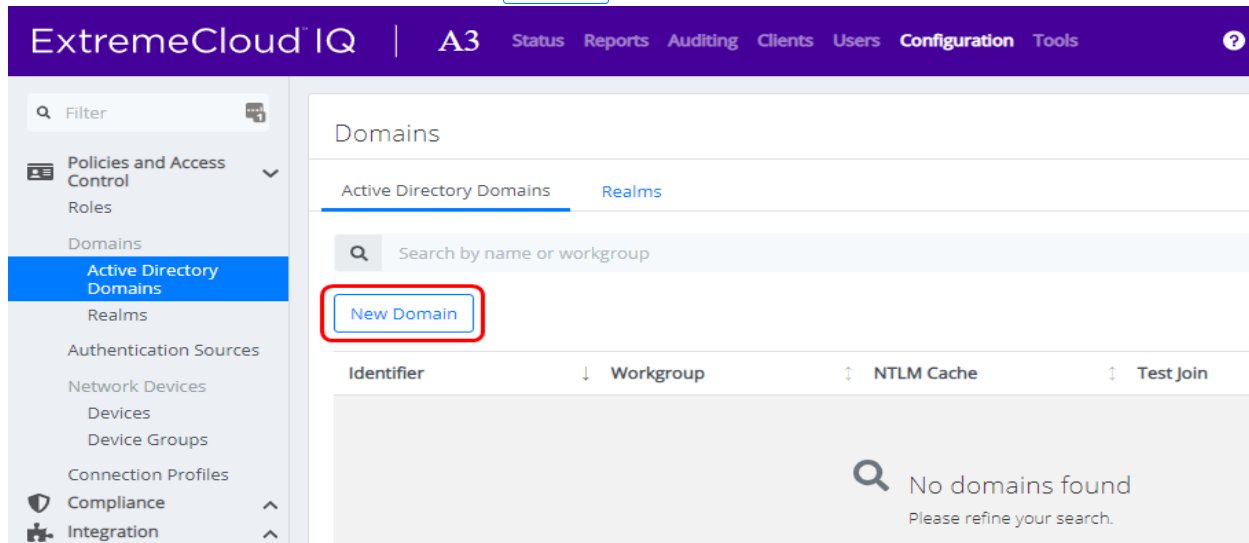 ExtremeCloud™ IQ | A3 Status Reports Auditing Clients Users Configuration Tools ?
Filter
1
Policies and Access
Control
Roles
Domains
Active Directory
Domains
Realms
Authentication Sources
Network Devices
Devices
Device Groups
Connection Profiles
Compliance
Integration
Domains
Active Directory Domains Realms
Search by name or workgroup
New Domain
Identifier ↓ Workgroup ↕ NTLM Cache ↕ Test Join
No domains found
Please refine your search.